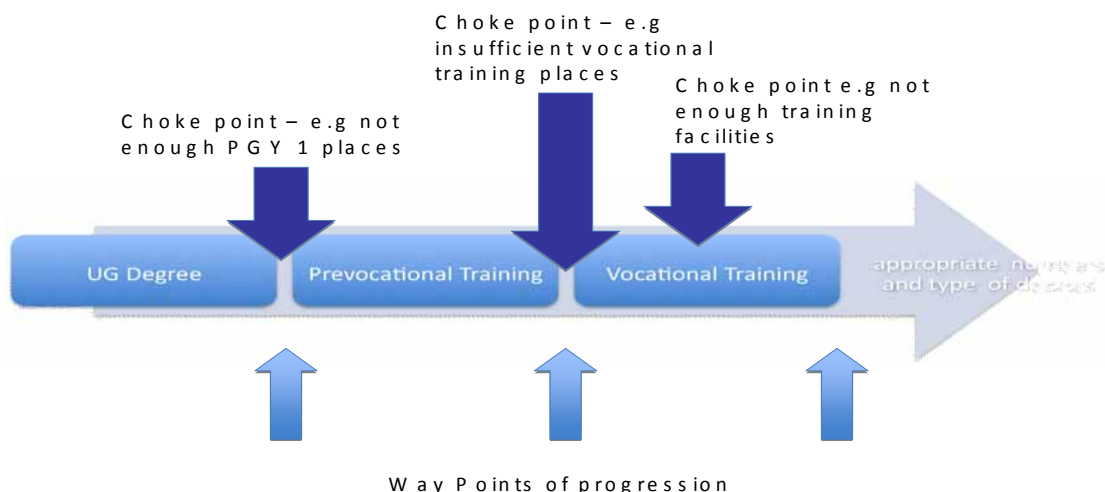 Choke point – e.g
insufficient vocational
training places
Choke point e.g not
enough training
facilities
Choke point – e.g not
enough PGY 1 places
UG Degree
Prevocational Training
Vocational Training
appropriate
and type of
Way Points of progression